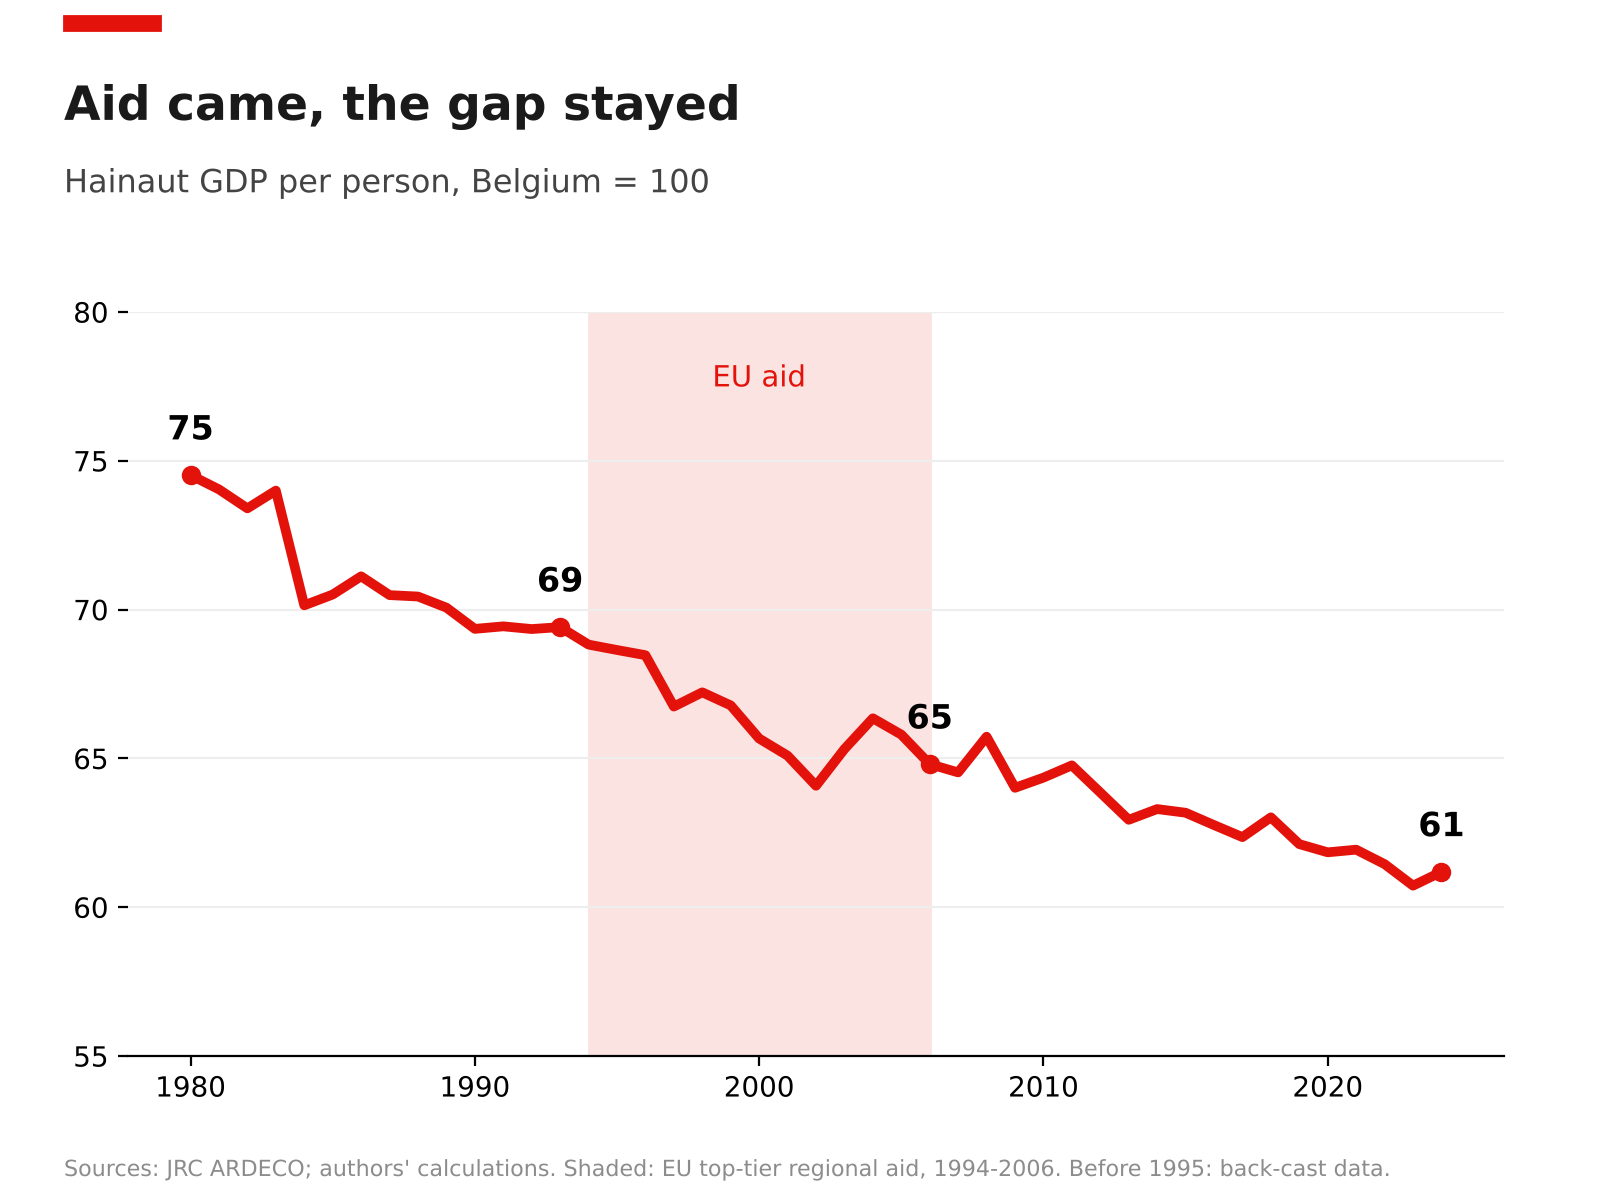 Aid came, the gap stayed
Hainaut GDP per person, Belgium = 100
80
EU aid
75
75
69
70
65
65
61
60
55
1980 1990 2000 2010 2020
Sources: JRC ARDECO; authors' calculations. Shaded: EU top-tier regional aid, 1994-2006. Before 1995: back-cast data.